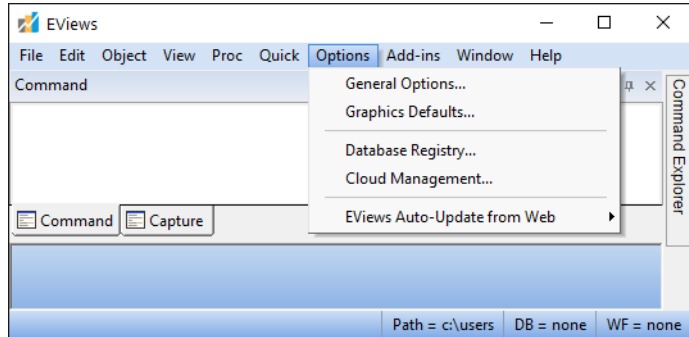 EViews
File Edit Object View Proc Quick Options Add-ins Window Help
Command
General Options...
Graphics Defaults...
Database Registry...
Cloud Management...
EViews Auto-Update from Web
Command Explorer
Command Capture
Path = c:\users DB = none WF = none